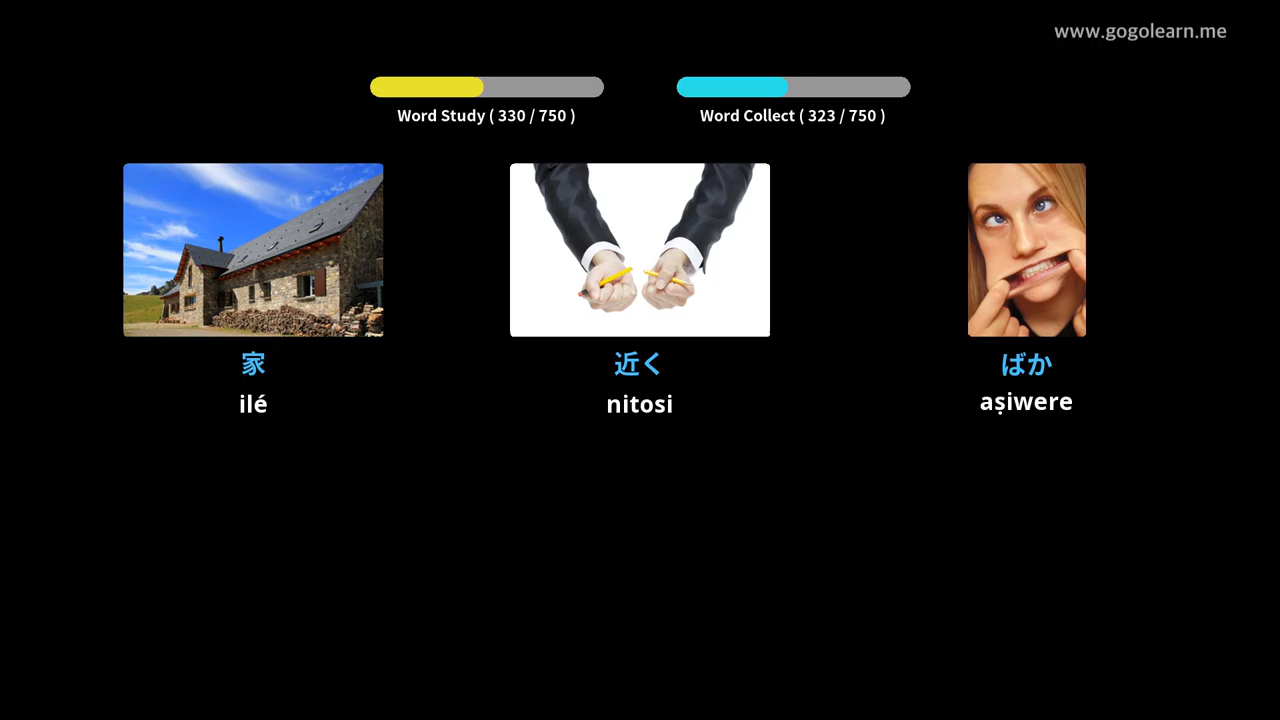 www.gogolearn.me
Word Study ( 330 / 750 )
Word Collect ( 323 / 750 )
家
近く
ばか
ilé
nitosi
aṣiwere